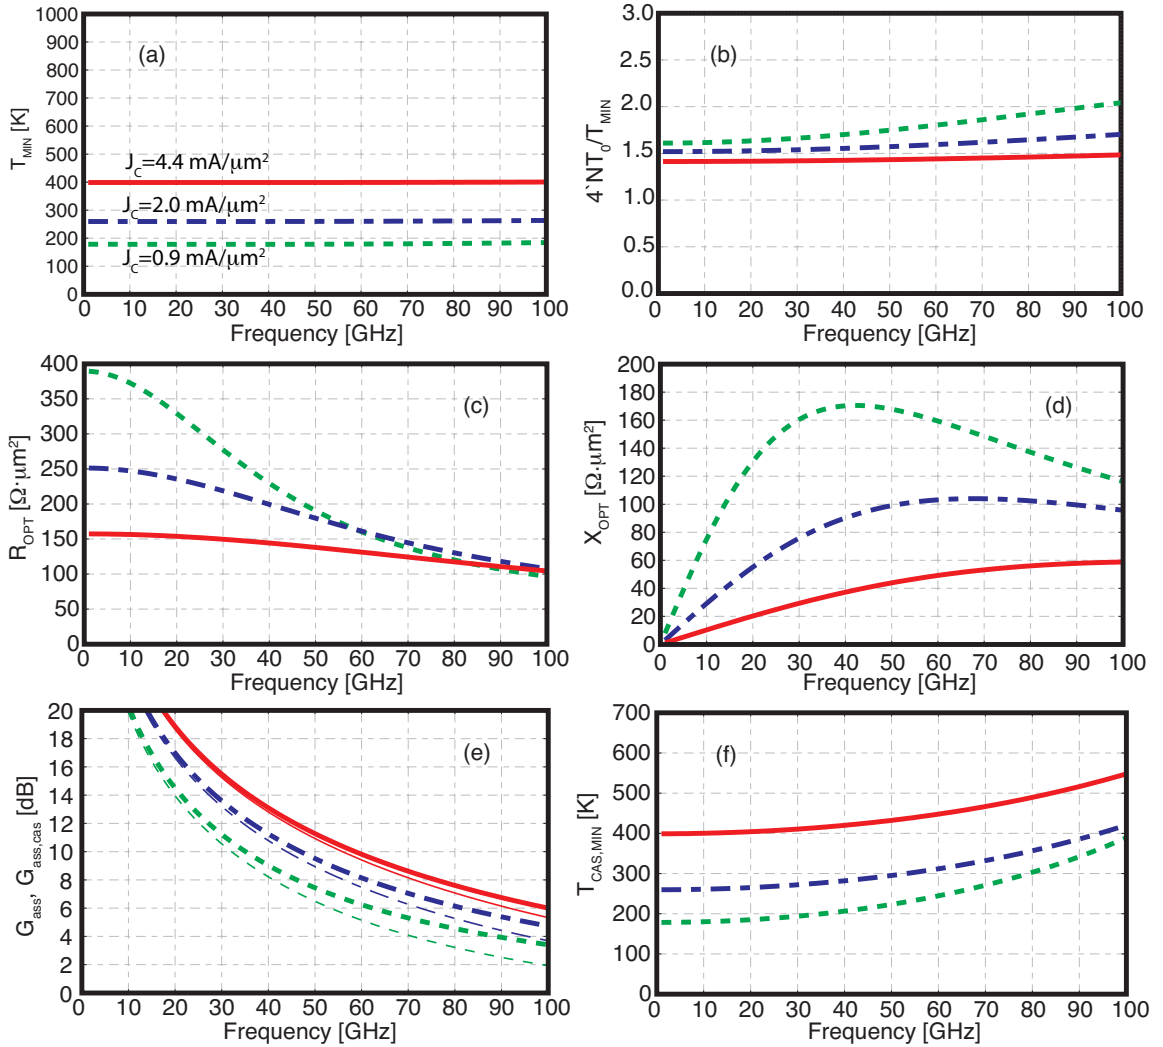 (a)
T_MIN [K]
1000
900
800
700
600
500
400
300
200
100
0
J_C=4.4 mA/μm²
J_C=2.0 mA/μm²
J_C=0.9 mA/μm²
0 10 20 30 40 50 60 70 80 90 100
Frequency [GHz]
(b)
4`NT_0/T_MIN
3.0
2.5
2.0
1.5
1.0
0.5
0.0
0 10 20 30 40 50 60 70 80 90 100
Frequency [GHz]
(c)
R_OPT [Ω·μm²]
400
350
300
250
200
150
100
50
0
0 10 20 30 40 50 60 70 80 90 100
Frequency [GHz]
(d)
X_OPT [Ω·μm²]
200
180
160
140
120
100
80
60
40
20
0
0 10 20 30 40 50 60 70 80 90 100
Frequency [GHz]
(e)
G_ass, G_ass,cas [dB]
20
18
16
14
12
10
8
6
4
2
0
0 10 20 30 40 50 60 70 80 90 100
Frequency [GHz]
(f)
T_CAS,MIN [K]
700
600
500
400
300
200
100
0
0 10 20 30 40 50 60 70 80 90 100
Frequency [GHz]